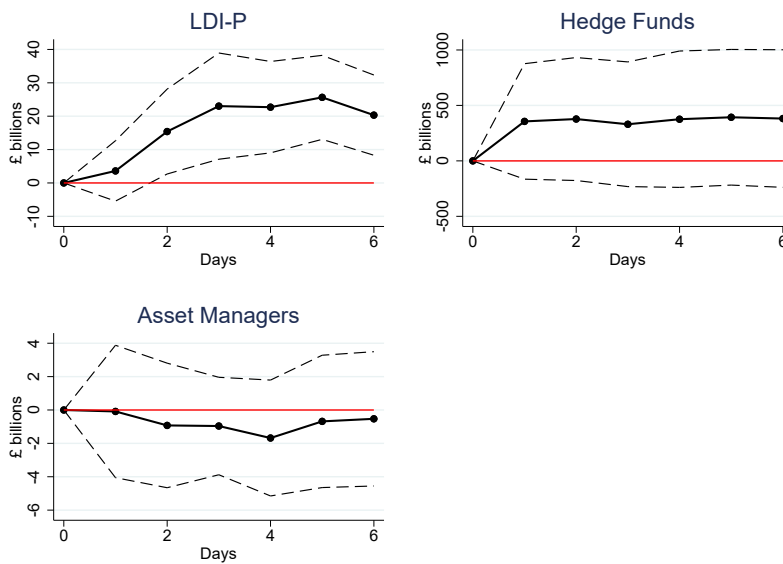 LDI-P
40
30
20
10
0
-10
£ billions
0 2 4 6
Days
Hedge Funds
1000
500
0
-500
£ billions
0 2 4 6
Days
Asset Managers
4
2
0
-2
-4
-6
£ billions
0 2 4 6
Days